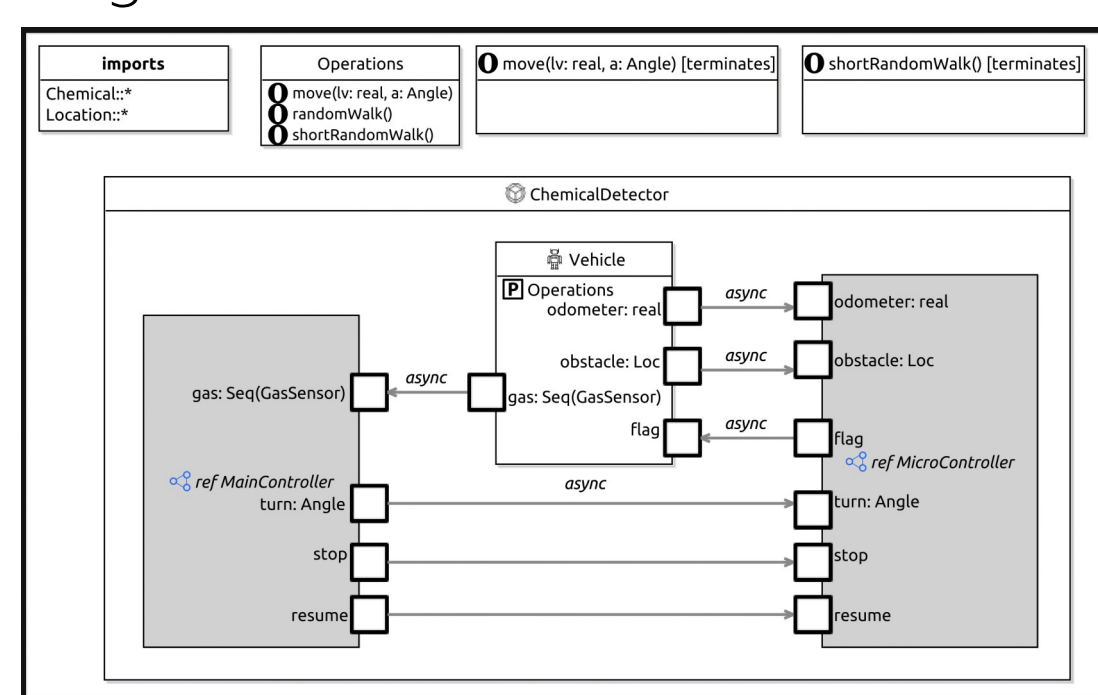 imports
Chemical::*
Location::*
Operations
O move(lv: real, a: Angle)
O randomWalk()
O shortRandomWalk()
O move(lv: real, a: Angle) [terminates]
O shortRandomWalk() [terminates]
ChemicalDetector
Vehicle
P Operations
odometer: real
async
odometer: real
obstacle: Loc
async
obstacle: Loc
gas: Seq(GasSensor)
async
gas: Seq(GasSensor)
flag
async
flag
ref MicroController
ref MainController
turn: Angle
async
turn: Angle
stop
stop
resume
resume